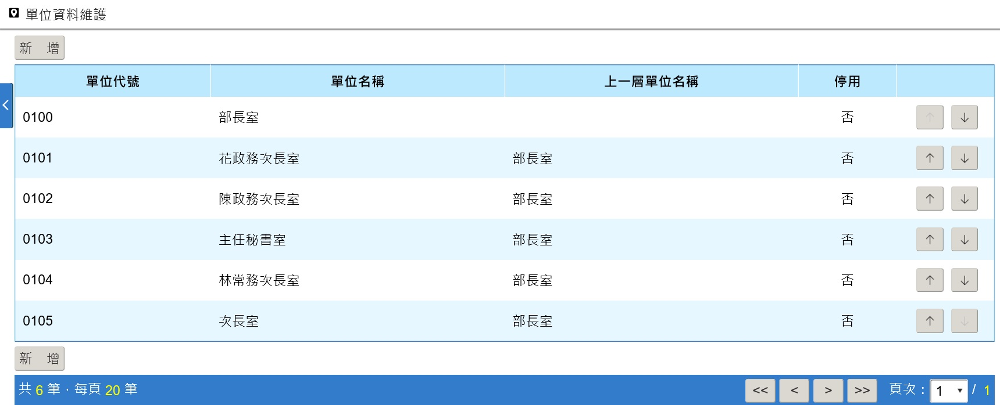 單位資料維護
新 增
單位代號 單位名稱 上一層單位名稱 停用
0100 部長室 否 ↑ ↓
0101 花政務次長室 部長室 否 ↑ ↓
0102 陳政務次長室 部長室 否 ↑ ↓
0103 主任秘書室 部長室 否 ↑ ↓
0104 林常務次長室 部長室 否 ↑ ↓
0105 次長室 部長室 否 ↑ ↓
新 增
共 6 筆，每頁 20 筆 << < > >> 頁次： 1 / 1